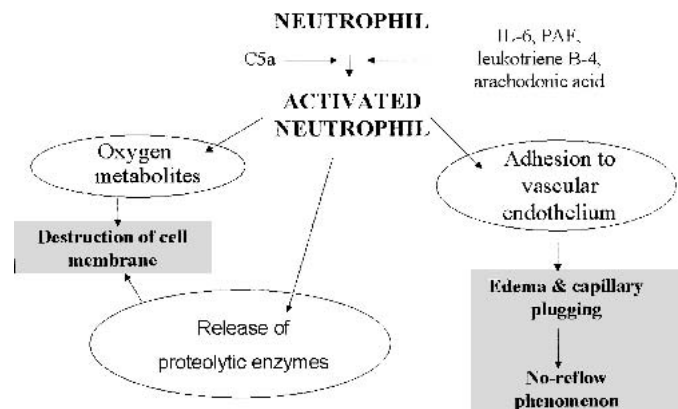 NEUTROPHIL
C5a
IL-6, PAF,
leukotriene B-4,
arachodonic acid
ACTIVATED
NEUTROPHIL
Oxygen
metabolites
Adhesion to
vascular
endothelium
Destruction of cell
membrane
Edema & capillary
plugging
Release of
proteolytic enzymes
No-reflow
phenomenon